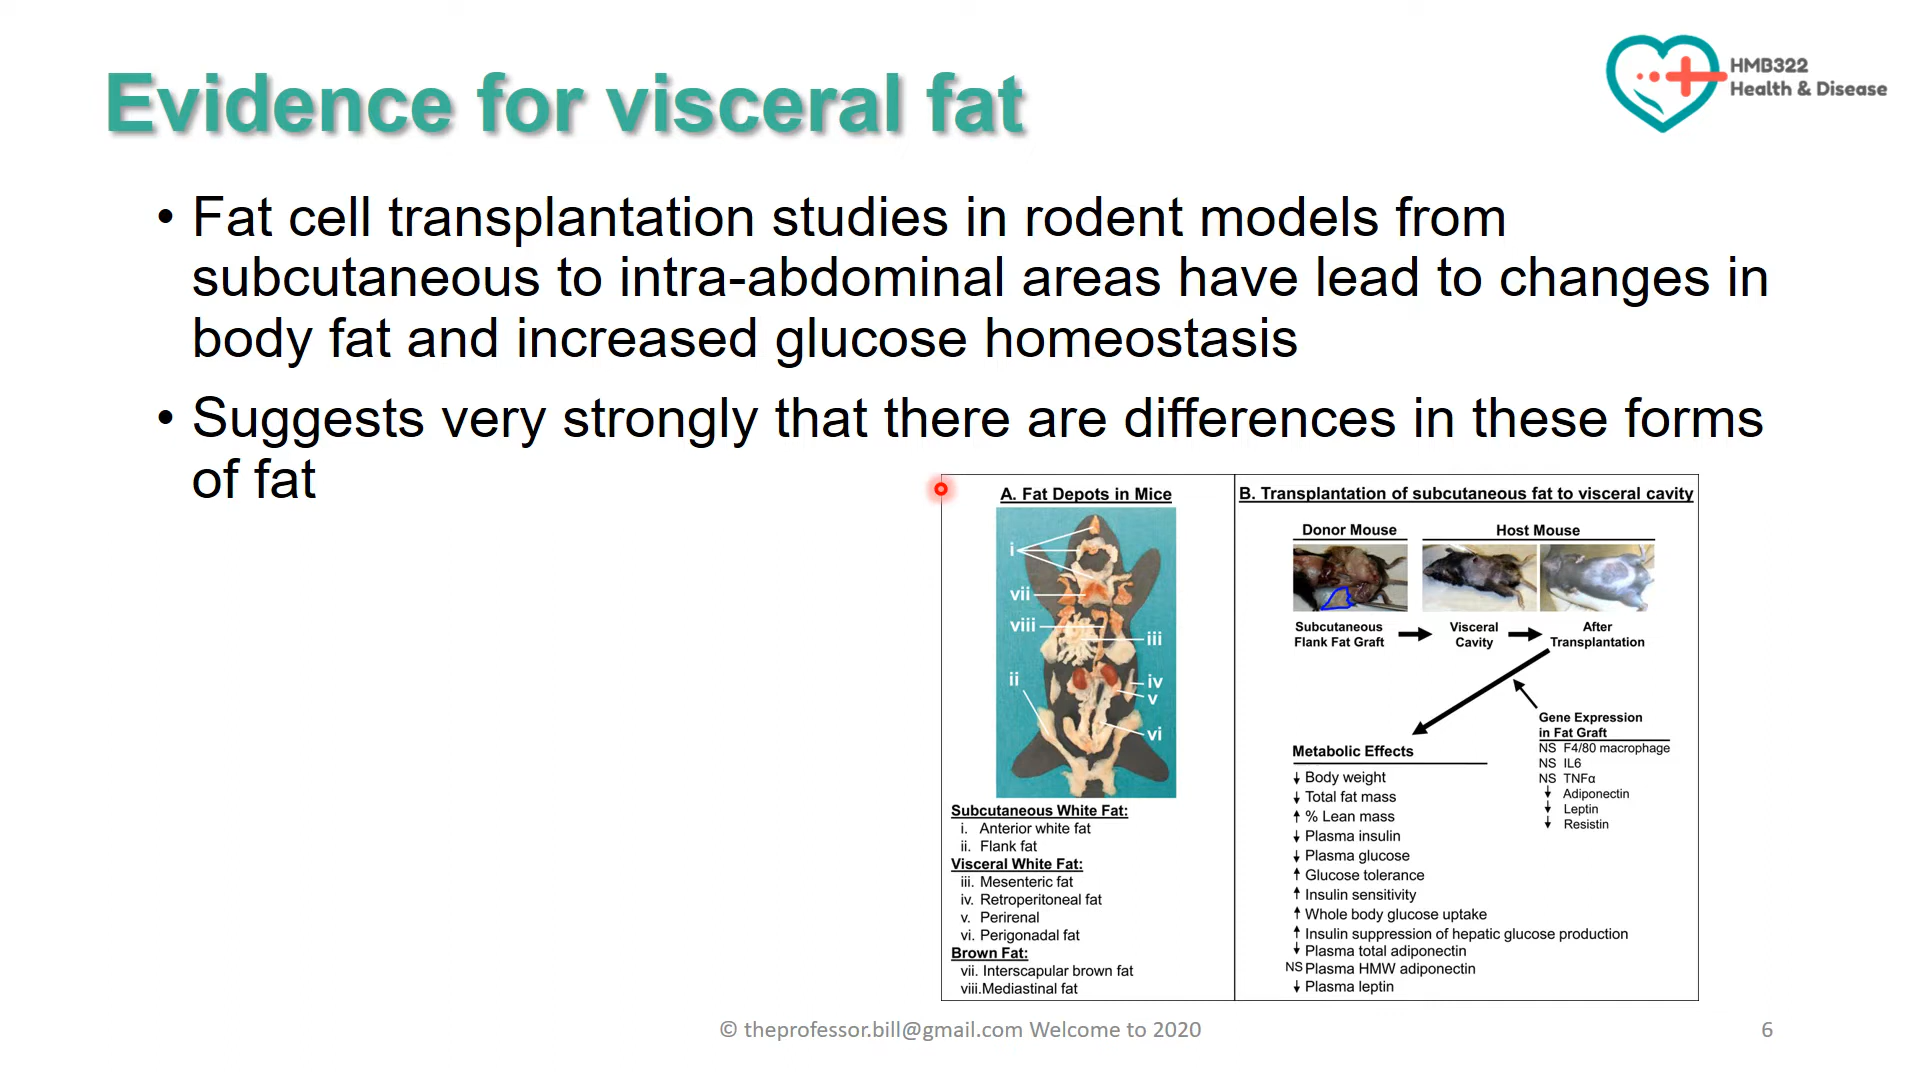 Evidence for visceral fat
HMB322
Health & Disease
• Fat cell transplantation studies in rodent models from
subcutaneous to intra-abdominal areas have lead to changes in
body fat and increased glucose homeostasis
• Suggests very strongly that there are differences in these forms
of fat
A. Fat Depots in Mice
i
vii
viii
iii
ii
iv
v
vi
Subcutaneous White Fat:
i. Anterior white fat
ii. Flank fat
Visceral White Fat:
iii. Mesenteric fat
iv. Retroperitoneal fat
v. Perirenal
vi. Perigonadal fat
Brown Fat:
vii. Interscapular brown fat
viii.Mediastinal fat
B. Transplantation of subcutaneous fat to visceral cavity
Donor Mouse
Host Mouse
Subcutaneous
Flank Fat Graft
Visceral
Cavity
After
Transplantation
Gene Expression
in Fat Graft
NS F4/80 macrophage
NS IL6
NS TNFα
↓ Adiponectin
↓ Leptin
↓ Resistin
Metabolic Effects
↓ Body weight
↓ Total fat mass
↑ % Lean mass
↓ Plasma insulin
↓ Plasma glucose
↑ Glucose tolerance
↑ Insulin sensitivity
↑ Whole body glucose uptake
↑ Insulin suppression of hepatic glucose production
↓ Plasma total adiponectin
NS Plasma HMW adiponectin
↓ Plasma leptin
© theprofessor.bill@gmail.com Welcome to 2020
6